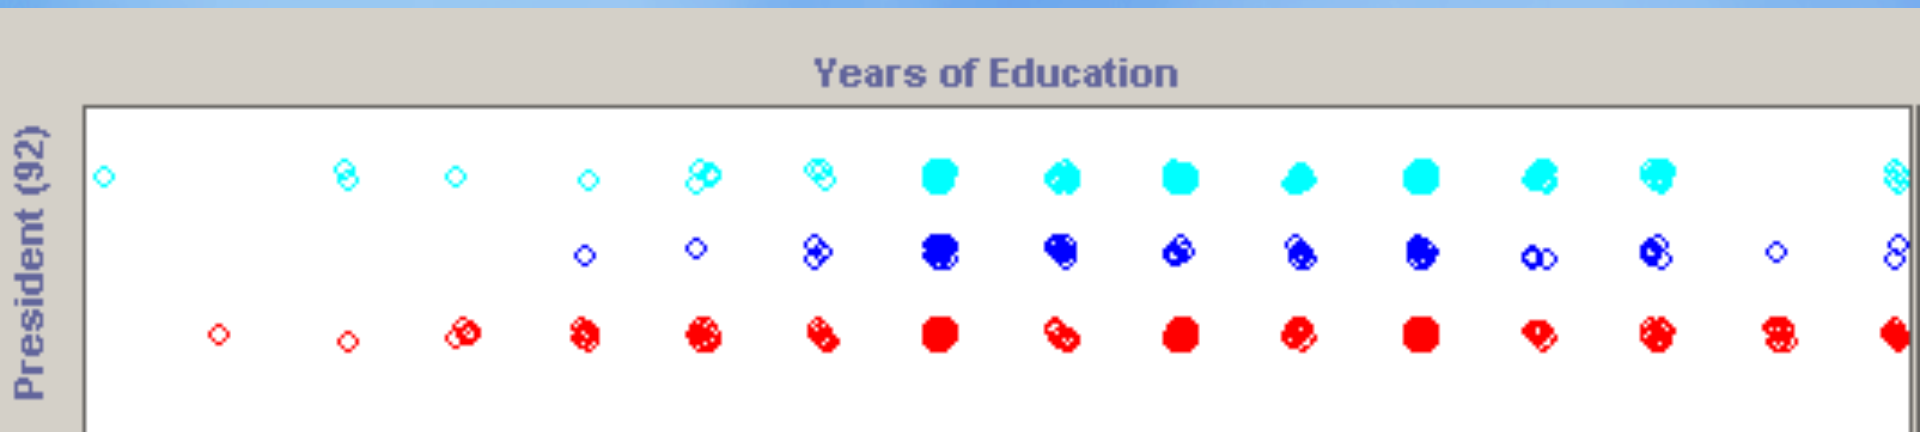 Years of Education
President (92)